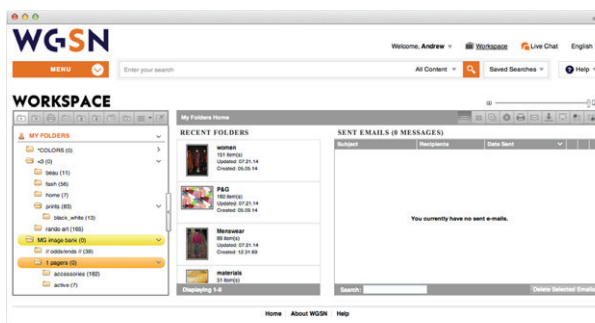 WGSN
Welcome, Andrew Workspace Live Chat English
MENU Enter your search All Content Saved Searches Help
WORKSPACE
MY FOLDERS
*COLORS (0)
<3 (0)
beau (11)
flash (56)
home (7)
prints (83)
black_white (13)
rando art (165)
MG image bank (0)
// odds/ends // (39)
1 pagers (0)
accessories (182)
active (7)
My Folders Home
RECENT FOLDERS
women
151 item(s)
Updated: 07.21.14
Created: 05.05.14
P&G
182 item(s)
Updated: 07.21.14
Created: 05.05.14
Menswear
89 item(s)
Updated: 07.21.14
Created: 12.31.69
materials
51 item(s)
Displaying 1-8
SENT EMAILS (0 MESSAGES)
Subject Recipients Date Sent
You currently have no sent e-mails.
Search: Delete Selected Emails
Home About WGSN Help